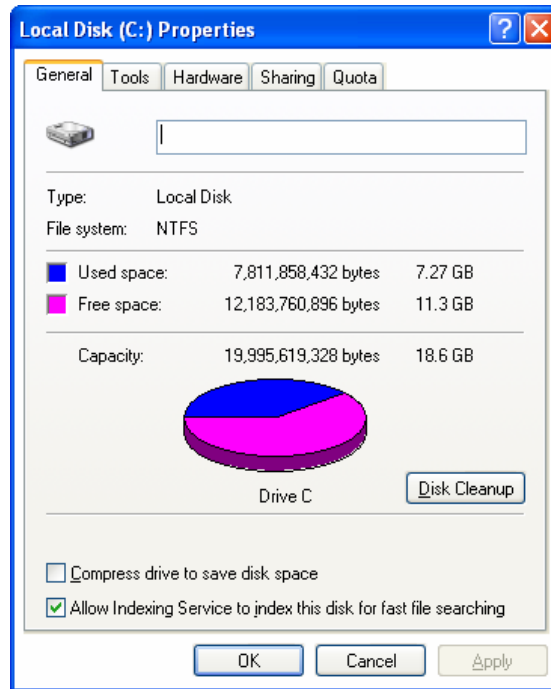 Local Disk (C:) Properties
General Tools Hardware Sharing Quota
Type: Local Disk
File system: NTFS
Used space: 7,811,858,432 bytes 7.27 GB
Free space: 12,183,760,896 bytes 11.3 GB
Capacity: 19,995,619,328 bytes 18.6 GB
Drive C
Disk Cleanup
Compress drive to save disk space
Allow Indexing Service to index this disk for fast file searching
OK Cancel Apply